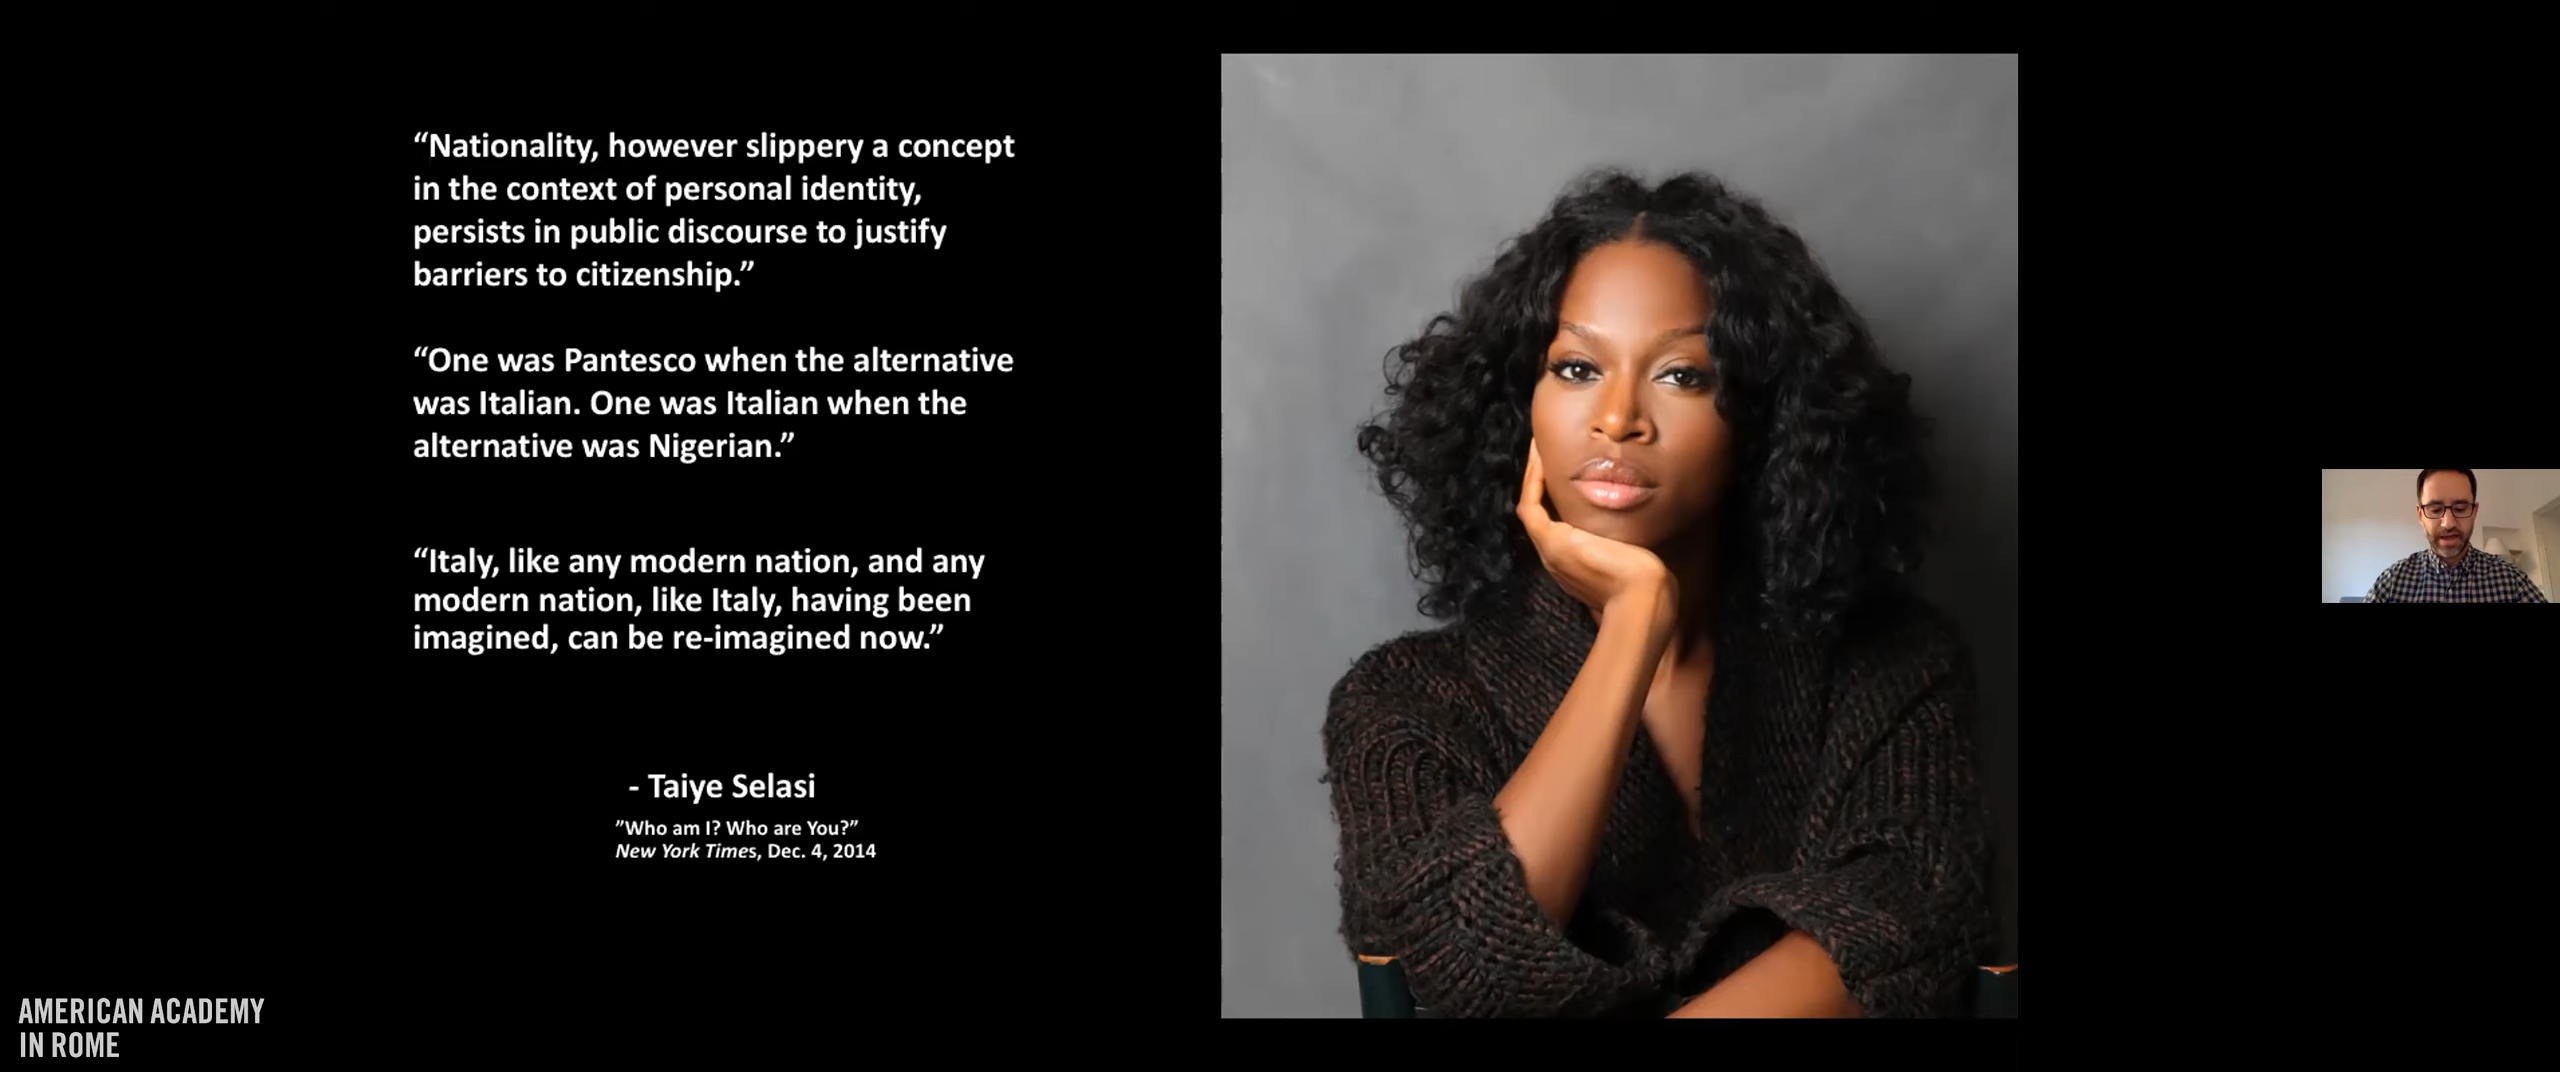 “Nationality, however slippery a concept
in the context of personal identity,
persists in public discourse to justify
barriers to citizenship.”
“One was Pantesco when the alternative
was Italian. One was Italian when the
alternative was Nigerian.”
“Italy, like any modern nation, and any
modern nation, like Italy, having been
imagined, can be re-imagined now.”
- Taiye Selasi
”Who am I? Who are You?”
New York Times, Dec. 4, 2014
AMERICAN ACADEMY
IN ROME